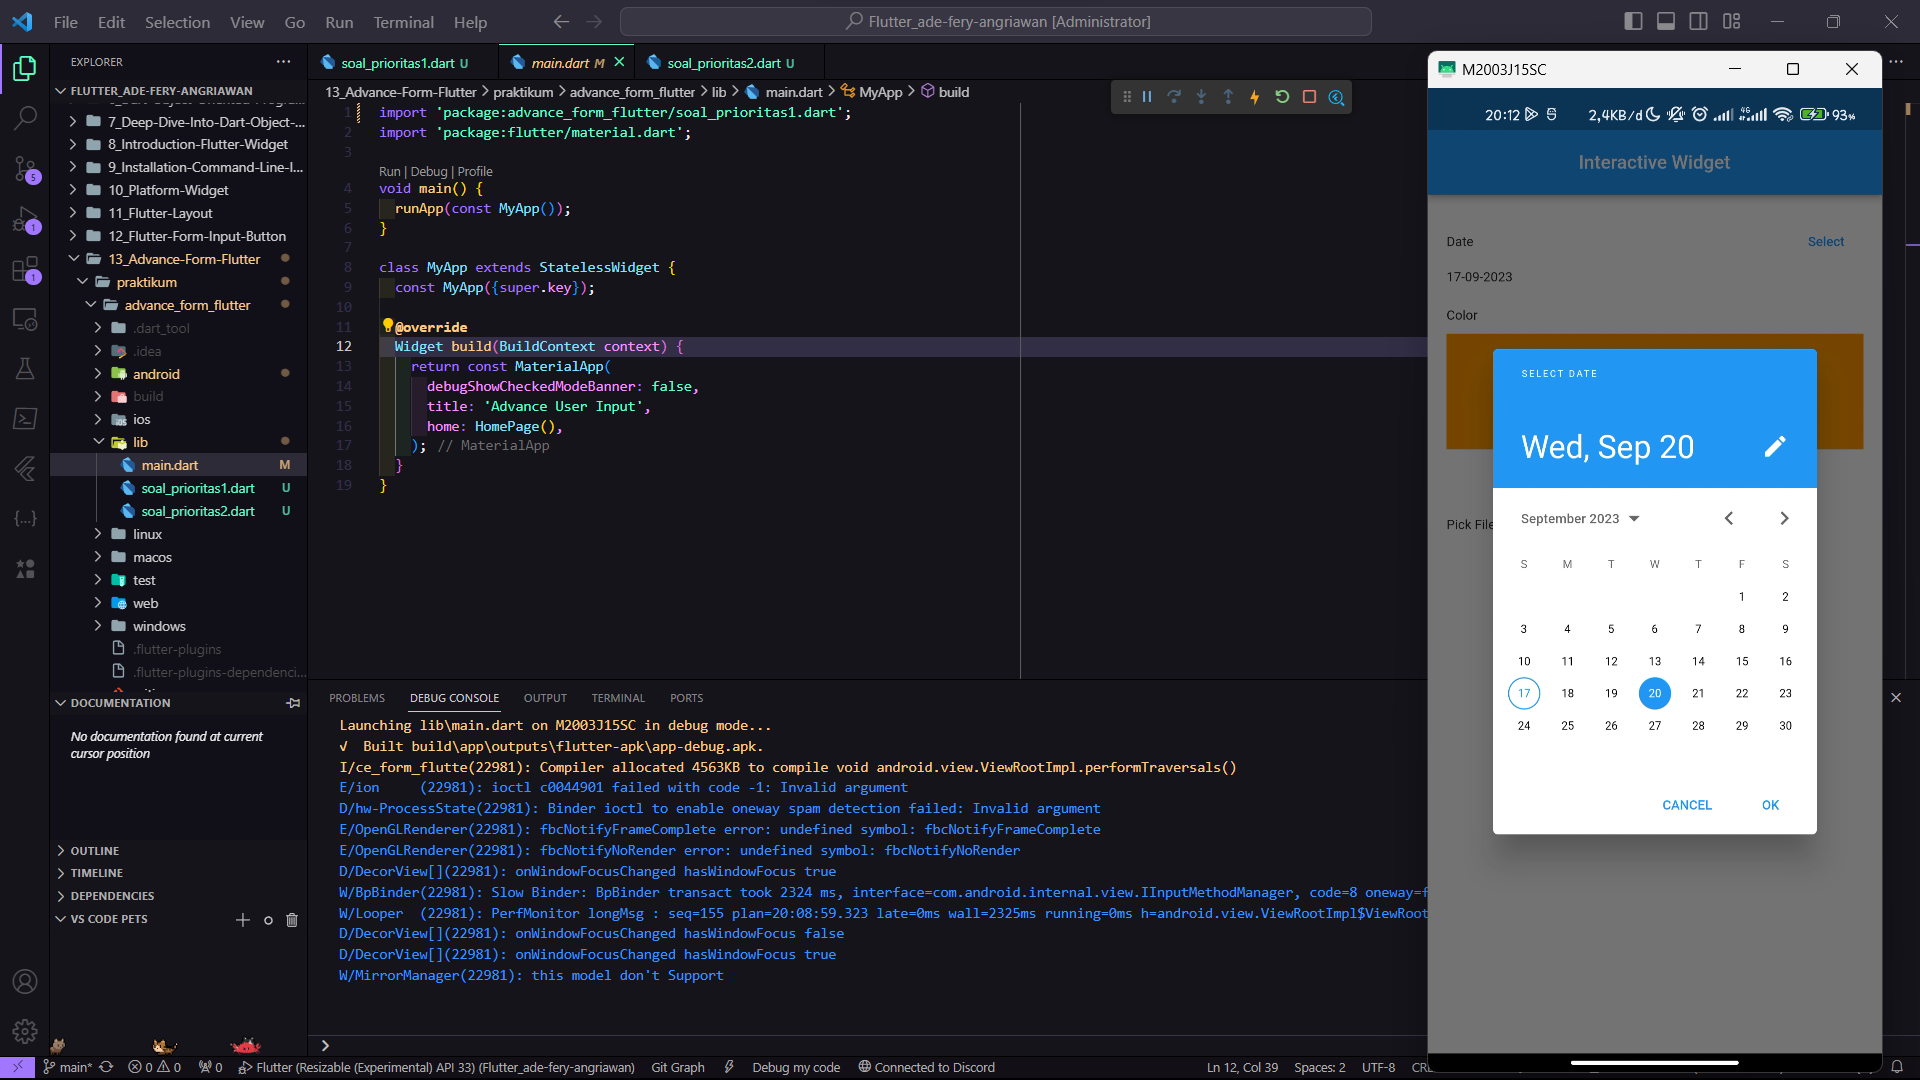 File Edit Selection View Go Run Terminal Help
Flutter_ade-fery-angriawan [Administrator]
EXPLORER
FLUTTER_ADE-FERY-ANGRIAWAN
7_Deep-Dive-Into-Dart-Object-...
8_Introduction-Flutter-Widget
9_Installation-Command-Line-I...
10_Platform-Widget
11_Flutter-Layout
12_Flutter-Form-Input-Button
13_Advance-Form-Flutter
praktikum
advance_form_flutter
.dart_tool
.idea
android
build
ios
lib
main.dart M
soal_prioritas1.dart U
soal_prioritas2.dart U
linux
macos
test
web
windows
.flutter-plugins
.flutter-plugins-dependenci...
DOCUMENTATION
No documentation found at current
cursor position
OUTLINE
TIMELINE
DEPENDENCIES
VS CODE PETS
5
1
1
soal_prioritas1.dart U
main.dart M
soal_prioritas2.dart U
13_Advance-Form-Flutter > praktikum > advance_form_flutter > lib > main.dart > MyApp > build
1 import 'package:advance_form_flutter/soal_prioritas1.dart';
2 import 'package:flutter/material.dart';
3
Run | Debug | Profile
4 void main() {
5 runApp(const MyApp());
6 }
7
8 class MyApp extends StatelessWidget {
9 const MyApp({super.key});
10
11 @override
12 Widget build(BuildContext context) {
13 return const MaterialApp(
14 debugShowCheckedModeBanner: false,
15 title: 'Advance User Input',
16 home: HomePage(),
17 ); // MaterialApp
18 }
19 }
PROBLEMS DEBUG CONSOLE OUTPUT TERMINAL PORTS
Launching lib\main.dart on M2003J15SC in debug mode...
√ Built build\app\outputs\flutter-apk\app-debug.apk.
I/ce_form_flutte(22981): Compiler allocated 4563KB to compile void android.view.ViewRootImpl.performTraversals()
E/ion (22981): ioctl c0044901 failed with code -1: Invalid argument
D/hw-ProcessState(22981): Binder ioctl to enable oneway spam detection failed: Invalid argument
E/OpenGLRenderer(22981): fbcNotifyFrameComplete error: undefined symbol: fbcNotifyFrameComplete
E/OpenGLRenderer(22981): fbcNotifyNoRender error: undefined symbol: fbcNotifyNoRender
D/DecorView[](22981): onWindowFocusChanged hasWindowFocus true
W/BpBinder(22981): Slow Binder: BpBinder transact took 2324 ms, interface=com.android.internal.view.IInputMethodManager, code=8 oneway=f
W/Looper (22981): PerfMonitor longMsg : seq=155 plan=20:08:59.323 late=0ms wall=2325ms running=0ms h=android.view.ViewRootImpl$ViewRoot
D/DecorView[](22981): onWindowFocusChanged hasWindowFocus false
D/DecorView[](22981): onWindowFocusChanged hasWindowFocus true
W/MirrorManager(22981): this model don't Support
M2003J15SC
20:12 2,4KB/d 4G 93%
Interactive Widget
Date Select
17-09-2023
Color
Pick File
SELECT DATE
Wed, Sep 20
September 2023
S M T W T F S
1 2
3 4 5 6 7 8 9
10 11 12 13 14 15 16
17 18 19 20 21 22 23
24 25 26 27 28 29 30
CANCEL OK
main* 0 0 0 Flutter (Resizable (Experimental) API 33) (Flutter_ade-fery-angriawan) Git Graph Debug my code Connected to Discord Ln 12, Col 39 Spaces: 2 UTF-8